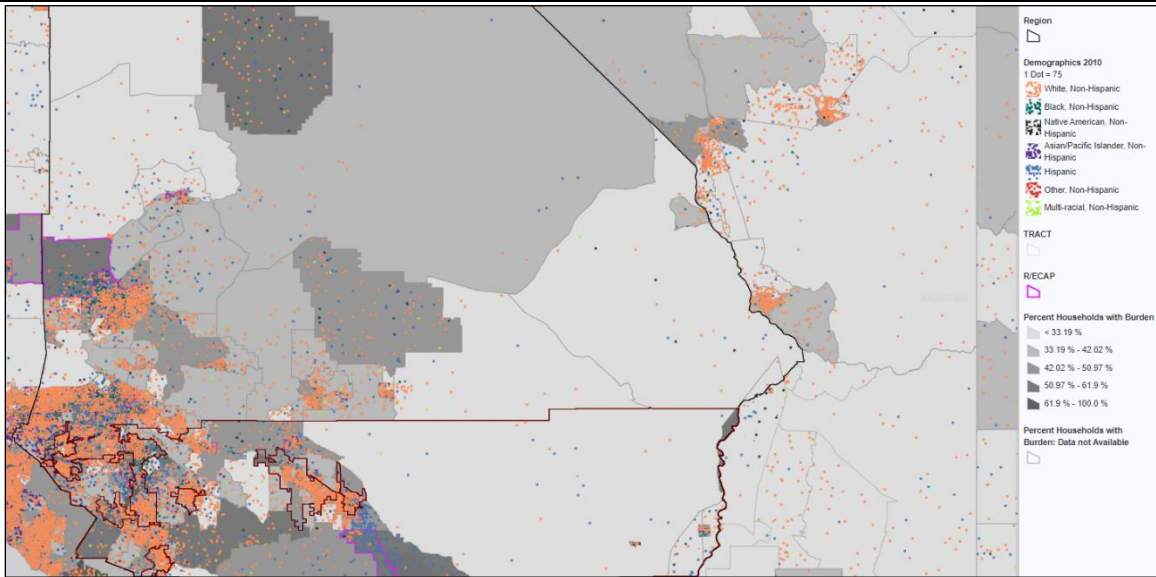 Region
Demographics 2010
1 Dot = 75
White, Non-Hispanic
Black, Non-Hispanic
Native American, Non-
Hispanic
Asian/Pacific Islander, Non-
Hispanic
Hispanic
Other, Non-Hispanic
Multi-racial, Non-Hispanic
TRACT
R/ECAP
Percent Households with Burden
< 33.19 %
33.19 % - 42.02 %
42.02 % - 50.97 %
50.97 % - 61.9 %
61.9 % - 100.0 %
Percent Households with
Burden: Data not Available